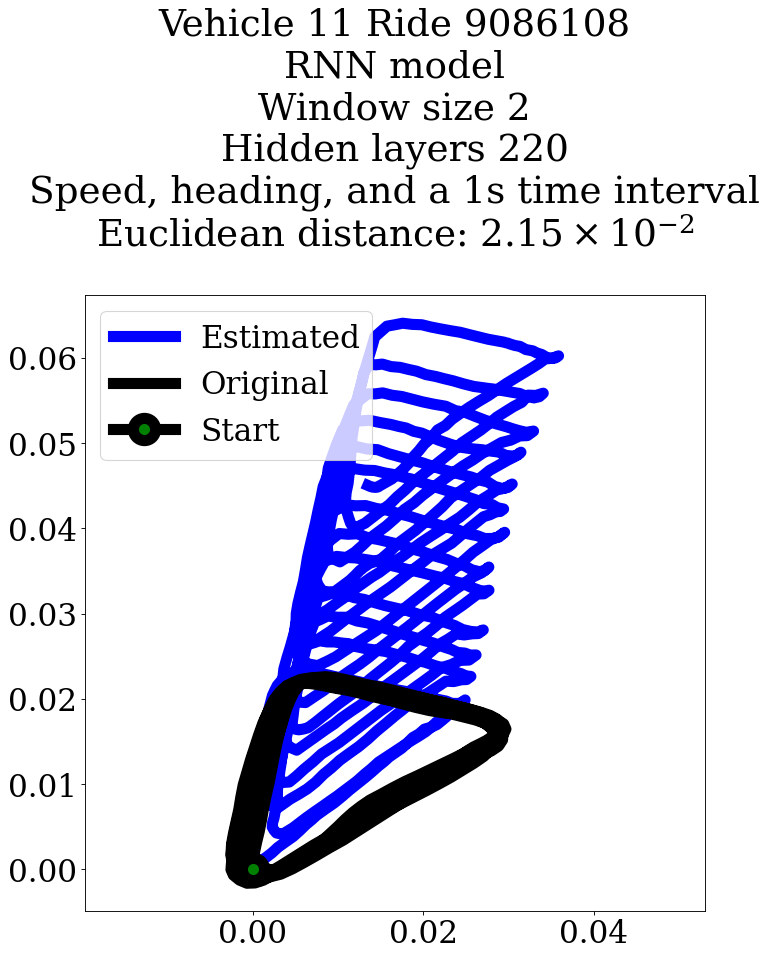 Vehicle 11 Ride 9086108
RNN model
Window size 2
Hidden layers 220
Speed, heading, and a 1s time interval
Euclidean distance: 2.15 × 10⁻²
Estimated
Original
Start
0.06
0.05
0.04
0.03
0.02
0.01
0.00
0.00 0.02 0.04